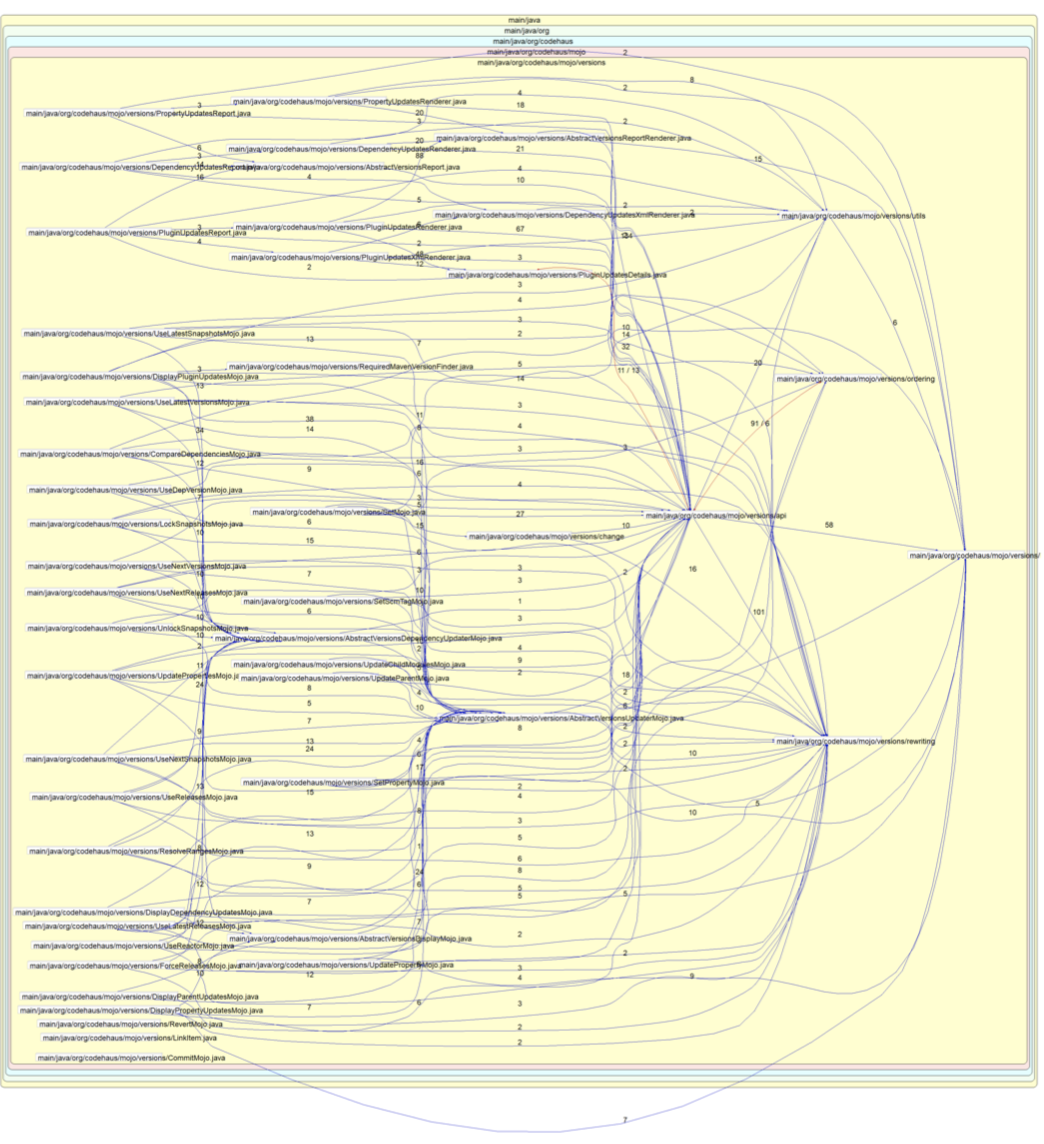 main/java
main/java/org
main/java/org/codehaus
main/java/org/codehaus/mojo
main/java/org/codehaus/mojo/versions
2
8
2
4
18
3
main/java/org/codehaus/mojo/versions/PropertyUpdatesRenderer.java
main/java/org/codehaus/mojo/versions/PropertyUpdatesReport.java
20
3
2
main/java/org/codehaus/mojo/versions/AbstractVersionsReportRenderer.java
20
21
6
main/java/org/codehaus/mojo/versions/DependencyUpdatesRenderer.java
88
3
15
main/java/org/codehaus/mojo/versions/DependencyUpdatesReport.java
14
main/java/org/codehaus/mojo/versions/AbstractVersionsReport.java
4
16
4
10
5
main/java/org/codehaus/mojo/versions/DependencyUpdatesXmlRenderer.java
2
main/java/org/codehaus/mojo/versions/utils
main/java/org/codehaus/mojo/versions/PluginUpdatesReport.java
3
main/java/org/codehaus/mojo/versions/PluginUpdatesRenderer.java
6
67
4
2
main/java/org/codehaus/mojo/versions/PluginUpdatesXmlRenderer.java
3
12
2
main/java/org/codehaus/mojo/versions/PluginUpdatesDetails.java
3
4
3
6
main/java/org/codehaus/mojo/versions/UseLatestSnapshotsMojo.java
13
7
2
10
14
32
main/java/org/codehaus/mojo/versions/RequiredMavenVersionFinder.java
3
5
20
11 / 13
main/java/org/codehaus/mojo/versions/DisplayPluginUpdatesMojo.java
13
14
main/java/org/codehaus/mojo/versions/ordering
main/java/org/codehaus/mojo/versions/UseLatestVersionsMojo.java
3
38
11
14
34
4
91 / 6
3
3
main/java/org/codehaus/mojo/versions/CompareDependenciesMojo.java
12
9
16
6
4
main/java/org/codehaus/mojo/versions/UseDepVersionMojo.java
main/java/org/codehaus/mojo/versions/SetMojo.java
27
main/java/org/codehaus/mojo/versions/api
main/java/org/codehaus/mojo/versions/LockSnapshotsMojo.java
6
15
10
58
10
15
main/java/org/codehaus/mojo/versions/change
6
main/java/org/codehaus/mojo/versions/
main/java/org/codehaus/mojo/versions/UseNextVersionsMojo.java
7
3
2
16
3
main/java/org/codehaus/mojo/versions/UseNextReleasesMojo.java
10
main/java/org/codehaus/mojo/versions/SetScmTagMojo.java
1
6
101
10
3
main/java/org/codehaus/mojo/versions/UnlockSnapshotsMojo.java
10
main/java/org/codehaus/mojo/versions/AbstractVersionsDependencyUpdaterMojo.java
2
4
9
11
main/java/org/codehaus/mojo/versions/UpdateChildModulesMojo.java
2
18
main/java/org/codehaus/mojo/versions/UpdatePropertiesMojo.ja
main/java/org/codehaus/mojo/versions/UpdateParentMojo.java
24
8
4
2
5
10
6
7
main/java/org/codehaus/mojo/versions/AbstractVersionsUpdaterMojo.java
8
2
9
13
4
2
main/java/org/codehaus/mojo/versions/rewriting
24
6
10
main/java/org/codehaus/mojo/versions/UseNextSnapshotsMojo.java
17
2
main/java/org/codehaus/mojo/versions/SetPropertyMojo.java
13
15
2
4
main/java/org/codehaus/mojo/versions/UseReleasesMojo.java
5
8
10
3
13
5
1
main/java/org/codehaus/mojo/versions/ResolveRangesMojo.java
6
9
8
24
12
6
5
5
5
7
main/java/org/codehaus/mojo/versions/DisplayDependencyUpdatesMojo.java
12
7
main/java/org/codehaus/mojo/versions/UseLatestReleasesMojo.java
2
main/java/org/codehaus/mojo/versions/AbstractVersionsDisplayMojo.java
main/java/org/codehaus/mojo/versions/UseReactorMojo.java
2
main/java/org/codehaus/mojo/versions/ForceReleasesMojo.java
main/java/org/codehaus/mojo/versions/UpdatePropertyMojo.java
3
10
12
4
9
main/java/org/codehaus/mojo/versions/DisplayParentUpdatesMojo.java
7
6
3
main/java/org/codehaus/mojo/versions/DisplayPropertyUpdatesMojo.java
main/java/org/codehaus/mojo/versions/RevertMojo.java
2
main/java/org/codehaus/mojo/versions/LinkItem.java
2
main/java/org/codehaus/mojo/versions/CommitMojo.java
7